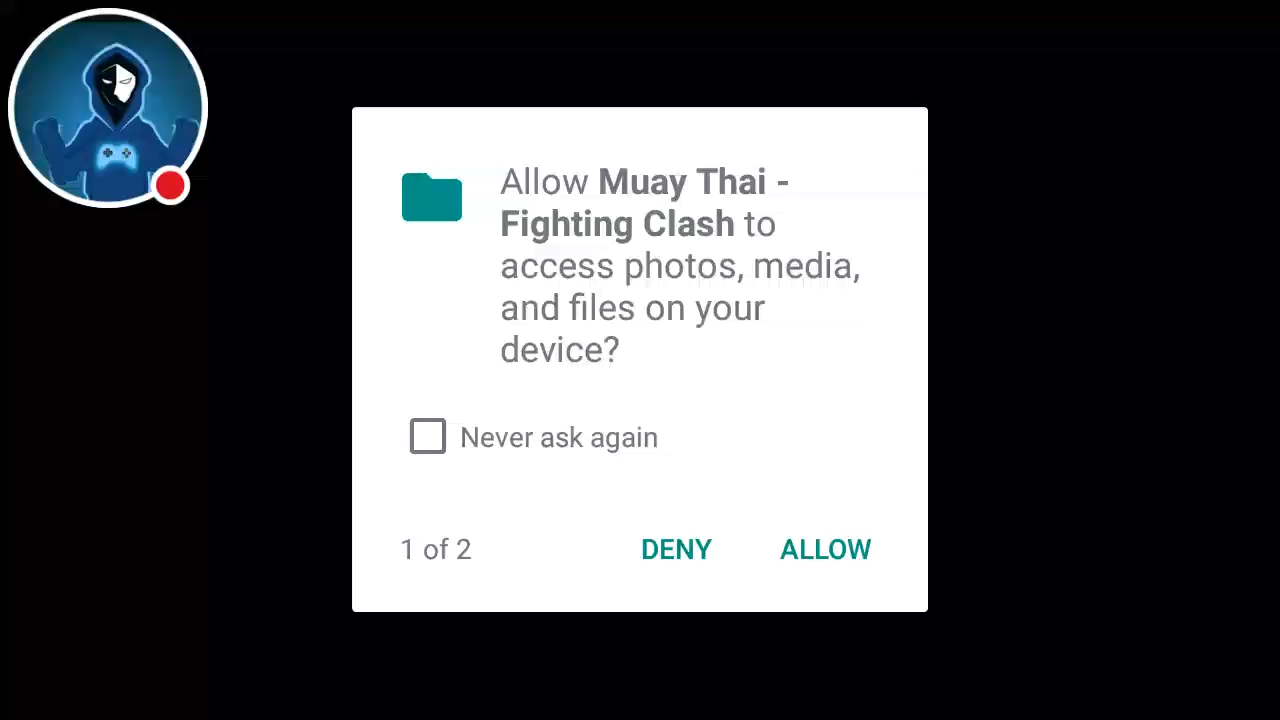 Allow Muay Thai -
Fighting Clash to
access photos, media,
and files on your
device?
Never ask again
1 of 2 DENY ALLOW